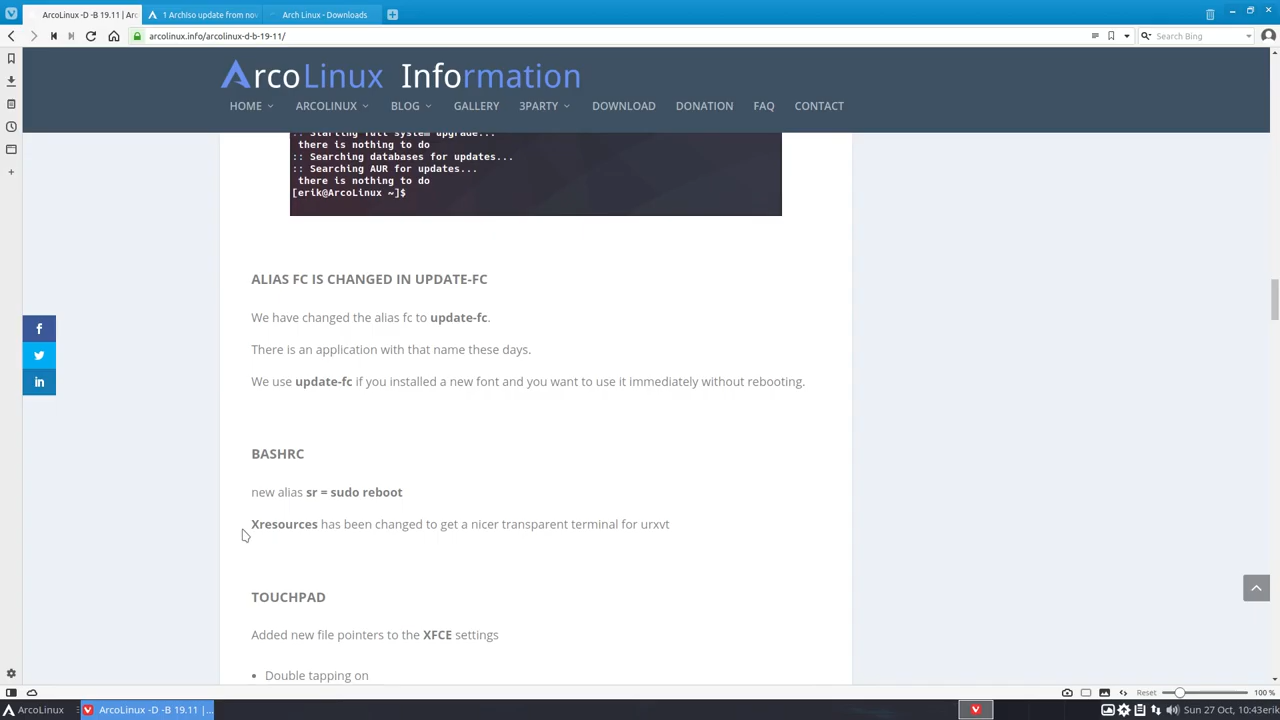 ArcoLinux -D -B 19.11 | Arc
1 ArchIso update from nov
Arch Linux - Downloads
arcolinux.info/arcolinux-d-b-19-11/
Search Bing
ArcoLinux Information
HOME ARCOLINUX BLOG GALLERY 3PARTY DOWNLOAD DONATION FAQ CONTACT
:: Starting full system upgrade...
there is nothing to do
:: Searching databases for updates...
:: Searching AUR for updates...
there is nothing to do
[erik@ArcoLinux ~]$
ALIAS FC IS CHANGED IN UPDATE-FC
We have changed the alias fc to update-fc.
There is an application with that name these days.
We use update-fc if you installed a new font and you want to use it immediately without rebooting.
BASHRC
new alias sr = sudo reboot
Xresources has been changed to get a nicer transparent terminal for urxvt
TOUCHPAD
Added new file pointers to the XFCE settings
• Double tapping on
Reset 100 %
ArcoLinux
ArcoLinux -D -B 19.11 |...
Sun 27 Oct, 10:43 erik